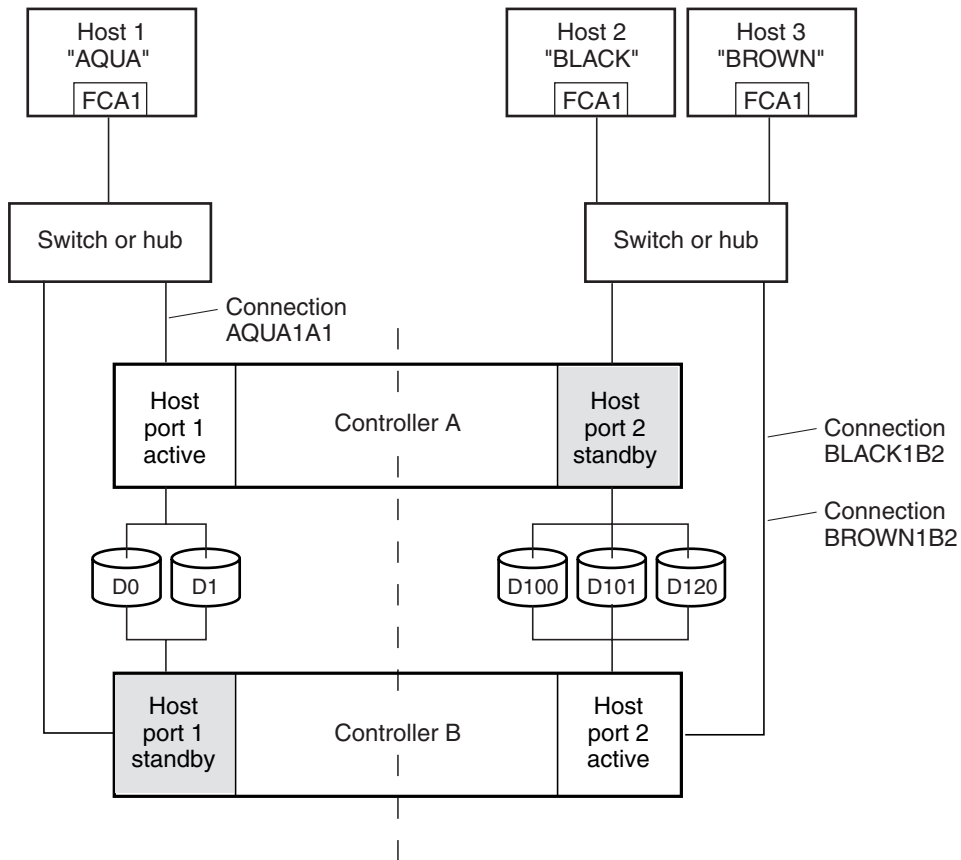 Host 1
"AQUA"
FCA1
Host 2
"BLACK"
FCA1
Host 3
"BROWN"
FCA1
Switch or hub
Switch or hub
Connection
AQUA1A1
Host
port 1
active
Controller A
Host
port 2
standby
Connection
BLACK1B2
Connection
BROWN1B2
D0
D1
D100
D101
D120
Host
port 1
standby
Controller B
Host
port 2
active